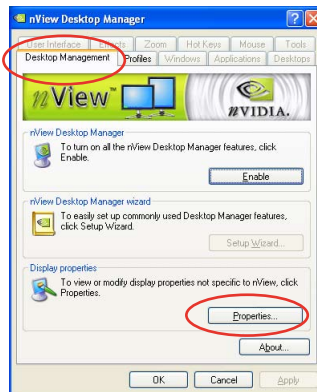 nView Desktop Manager
User Interface Effects Zoom Hot Keys Mouse Tools
Desktop Management Profiles Windows Applications Desktops
nView™ NVIDIA.
nView Desktop Manager
To turn on all the nView Desktop Manager features, click
Enable.
Enable
nView Desktop Manager wizard
To easily set up commonly used Desktop Manager features,
click Setup Wizard.
Setup Wizard...
Display properties
To view or modify display properties not specific to nView, click
Properties.
Properties...
About...
OK Cancel Apply